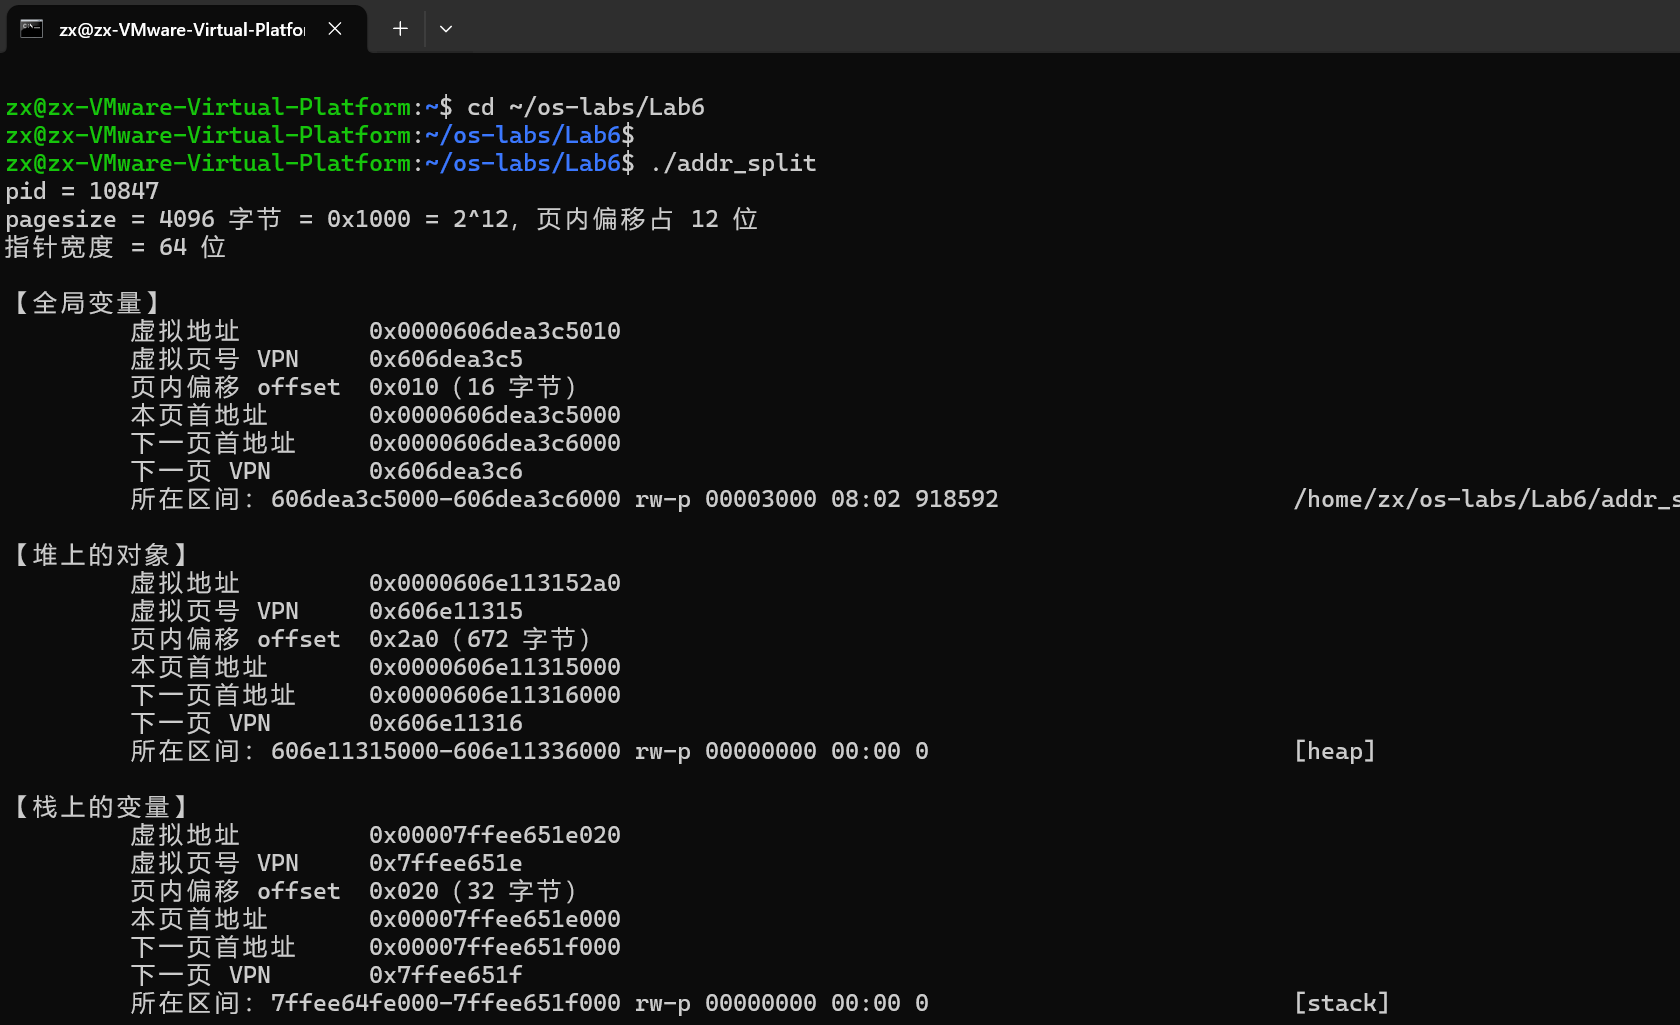 zx@zx-VMware-Virtual-Platfo
zx@zx-VMware-Virtual-Platform:~$ cd ~/os-labs/Lab6
zx@zx-VMware-Virtual-Platform:~/os-labs/Lab6$
zx@zx-VMware-Virtual-Platform:~/os-labs/Lab6$ ./addr_split
pid = 10847
pagesize = 4096 字节 = 0x1000 = 2^12, 页内偏移占 12 位
指针宽度 = 64 位
【全局变量】
虚拟地址 0x0000606dea3c5010
虚拟页号 VPN 0x606dea3c5
页内偏移 offset 0x010 (16 字节)
本页首地址 0x0000606dea3c5000
下一页首地址 0x0000606dea3c6000
下一页 VPN 0x606dea3c6
所在区间: 606dea3c5000-606dea3c6000 rw-p 00003000 08:02 918592 /home/zx/os-labs/Lab6/addr_s
【堆上的对象】
虚拟地址 0x0000606e113152a0
虚拟页号 VPN 0x606e11315
页内偏移 offset 0x2a0 (672 字节)
本页首地址 0x0000606e11315000
下一页首地址 0x0000606e11316000
下一页 VPN 0x606e11316
所在区间: 606e11315000-606e11336000 rw-p 00000000 00:00 0 [heap]
【栈上的变量】
虚拟地址 0x00007ffee651e020
虚拟页号 VPN 0x7ffee651e
页内偏移 offset 0x020 (32 字节)
本页首地址 0x00007ffee651e000
下一页首地址 0x00007ffee651f000
下一页 VPN 0x7ffee651f
所在区间: 7ffee64fe000-7ffee651f000 rw-p 00000000 00:00 0 [stack]